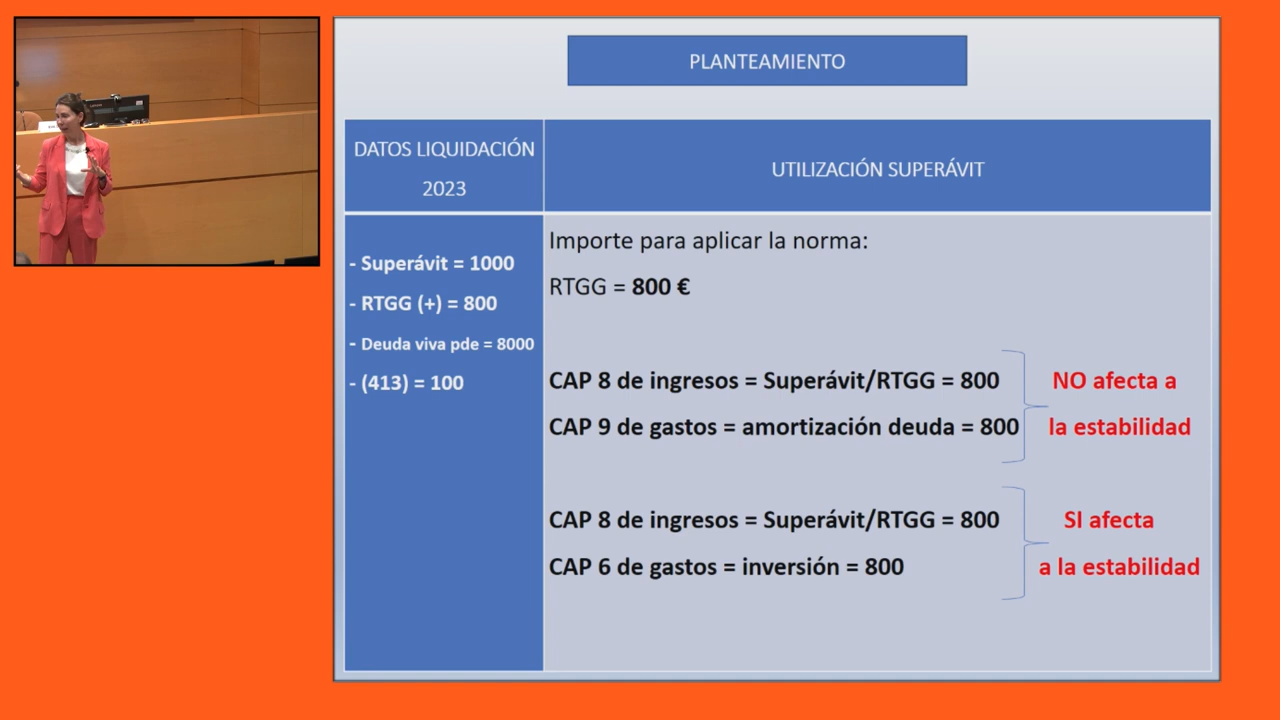 PLANTEAMIENTO
DATOS LIQUIDACIÓN
2023
UTILIZACIÓN SUPERÁVIT
- Superávit = 1000
- RTGG (+) = 800
- Deuda viva pde = 8000
- (413) = 100
Importe para aplicar la norma:
RTGG = 800 €
CAP 8 de ingresos = Superávit/RTGG = 800
CAP 9 de gastos = amortización deuda = 800
NO afecta a
la estabilidad
CAP 8 de ingresos = Superávit/RTGG = 800
CAP 6 de gastos = inversión = 800
SI afecta
a la estabilidad